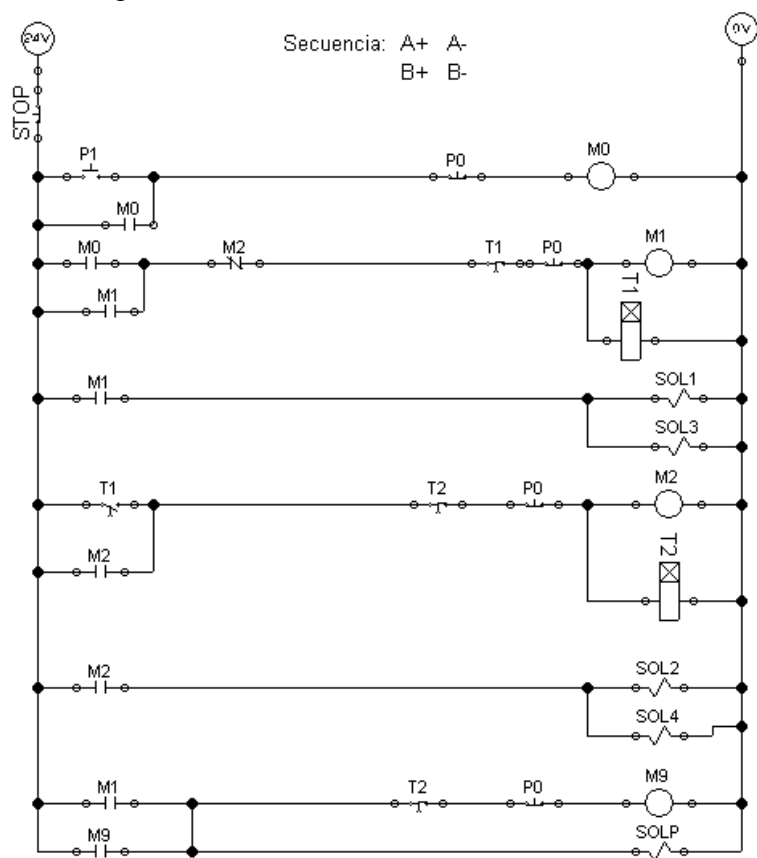 24V
Secuencia: A+ A-
B+ B-
0V
STOP
P1
P0
M0
M0
M0
M2
T1
P0
M1
M1
T1
M1
SOL1
SOL3
T1
T2
P0
M2
M2
T2
M2
SOL2
SOL4
M1
T2
P0
M9
M9
SOLP